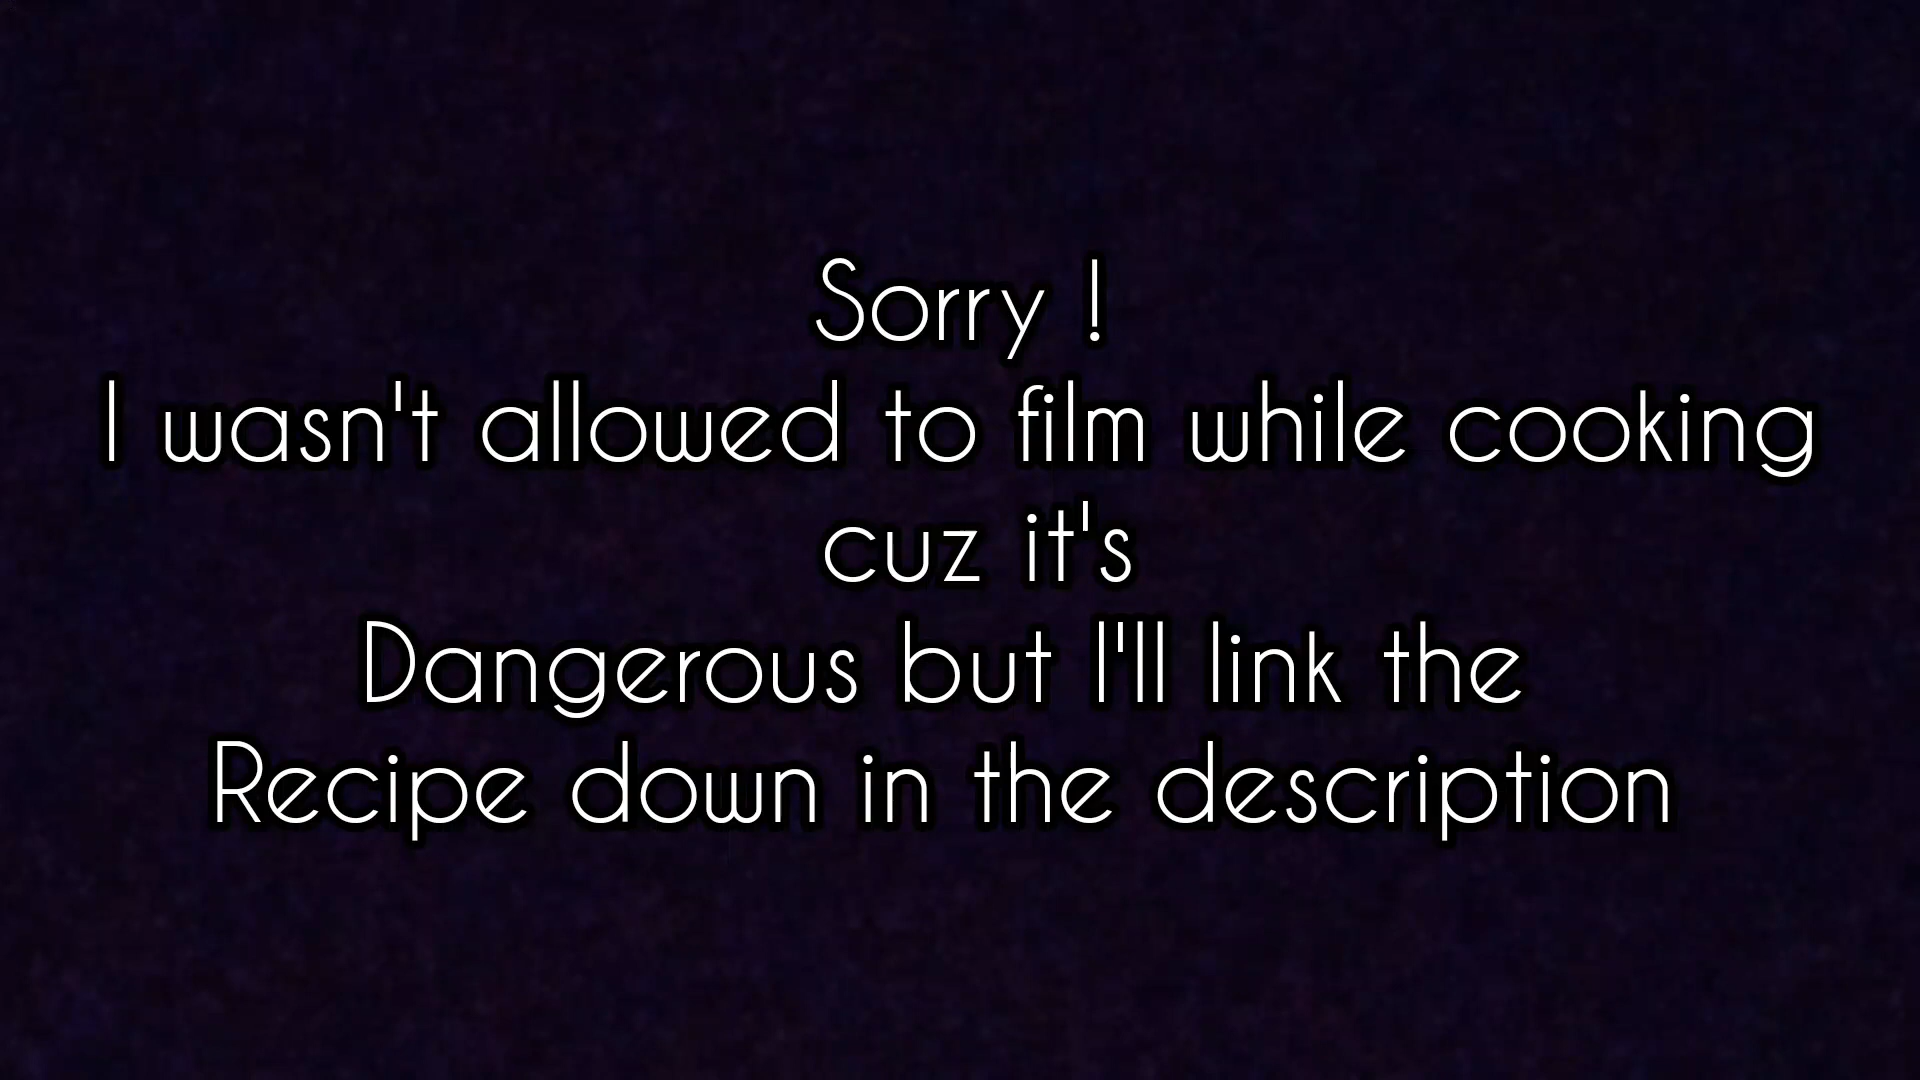 Sorry !
I wasn't allowed to film while cooking
cuz it's
Dangerous but I'll link the
Recipe down in the description